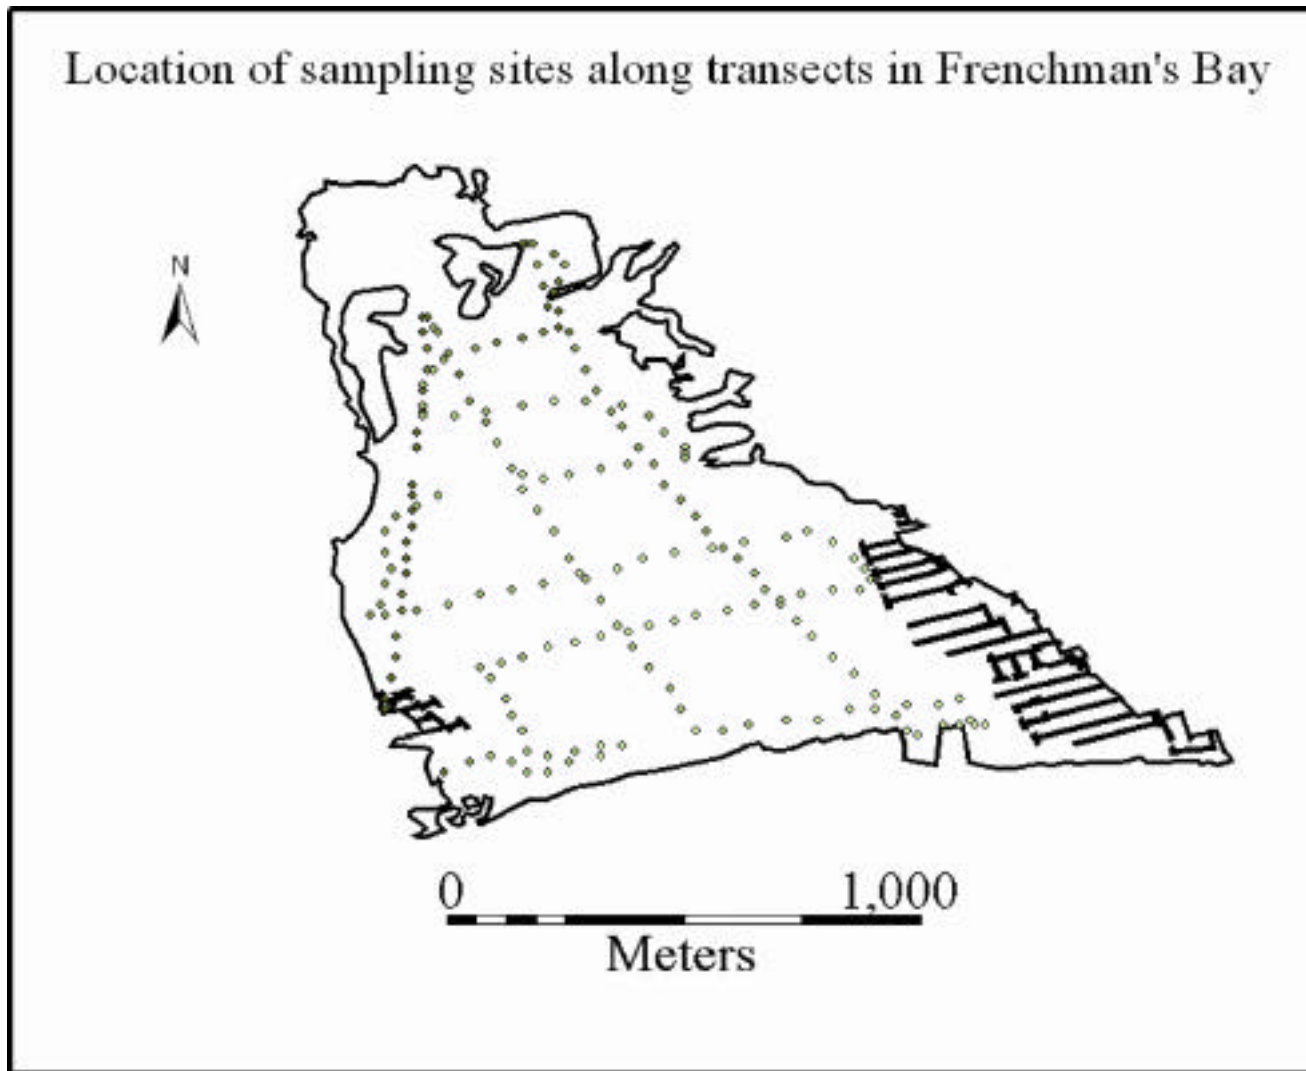 Location of sampling sites along transects in Frenchman's Bay
N
0 1,000
Meters